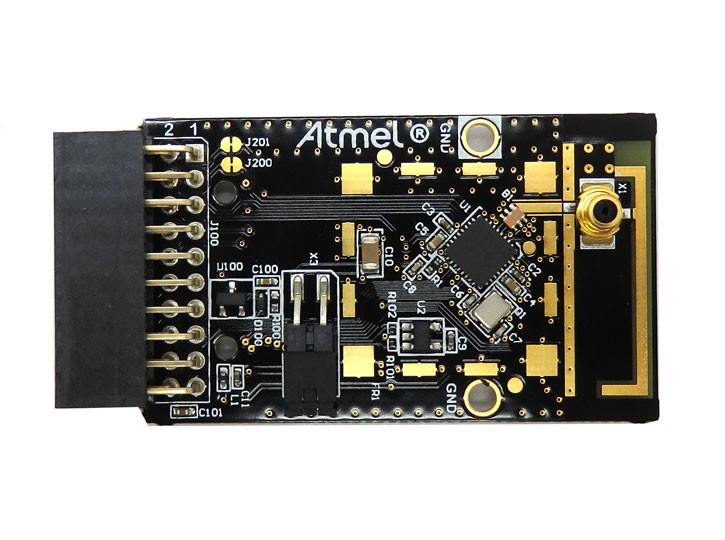 2 1
Atmel®
GND
J201
J200
X1
B1
U1
C3
J100
C5
C10
X3
R1
C8
C2
U100
C100
C4
C6
Q1
R102
U2
D100
R100
C9
C7
R101
L1
C11
FR1
GND
C101